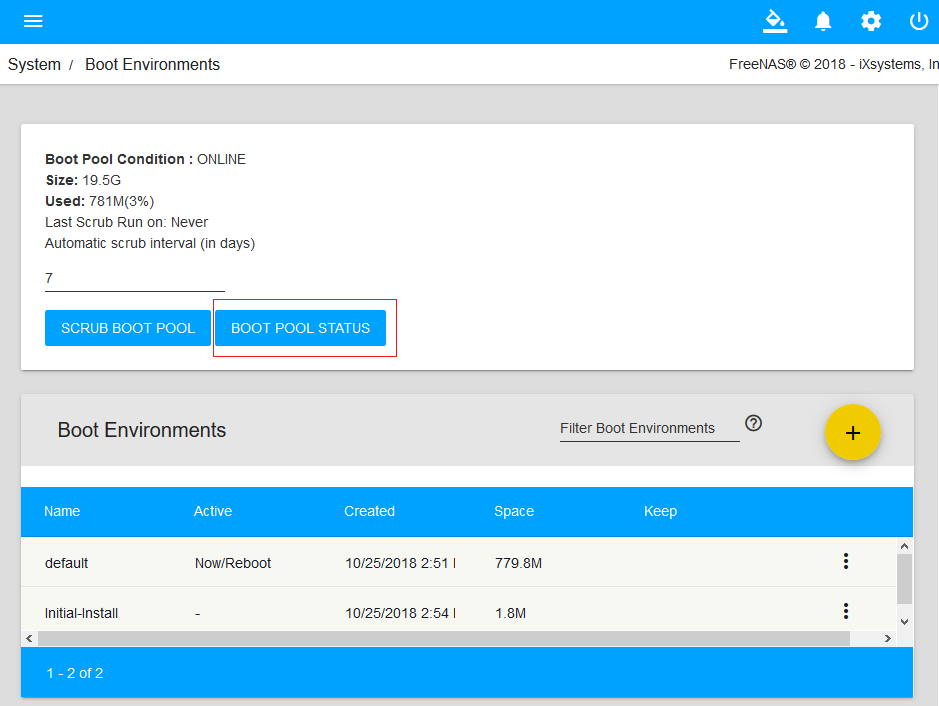 System / Boot Environments
FreeNAS® © 2018 - iXsystems, In
Boot Pool Condition : ONLINE
Size: 19.5G
Used: 781M(3%)
Last Scrub Run on: Never
Automatic scrub interval (in days)
7
SCRUB BOOT POOL BOOT POOL STATUS
Boot Environments
Filter Boot Environments ?
+
Name Active Created Space Keep
default Now/Reboot 10/25/2018 2:51 779.8M
Initial-Install - 10/25/2018 2:54 1.8M
1 - 2 of 2